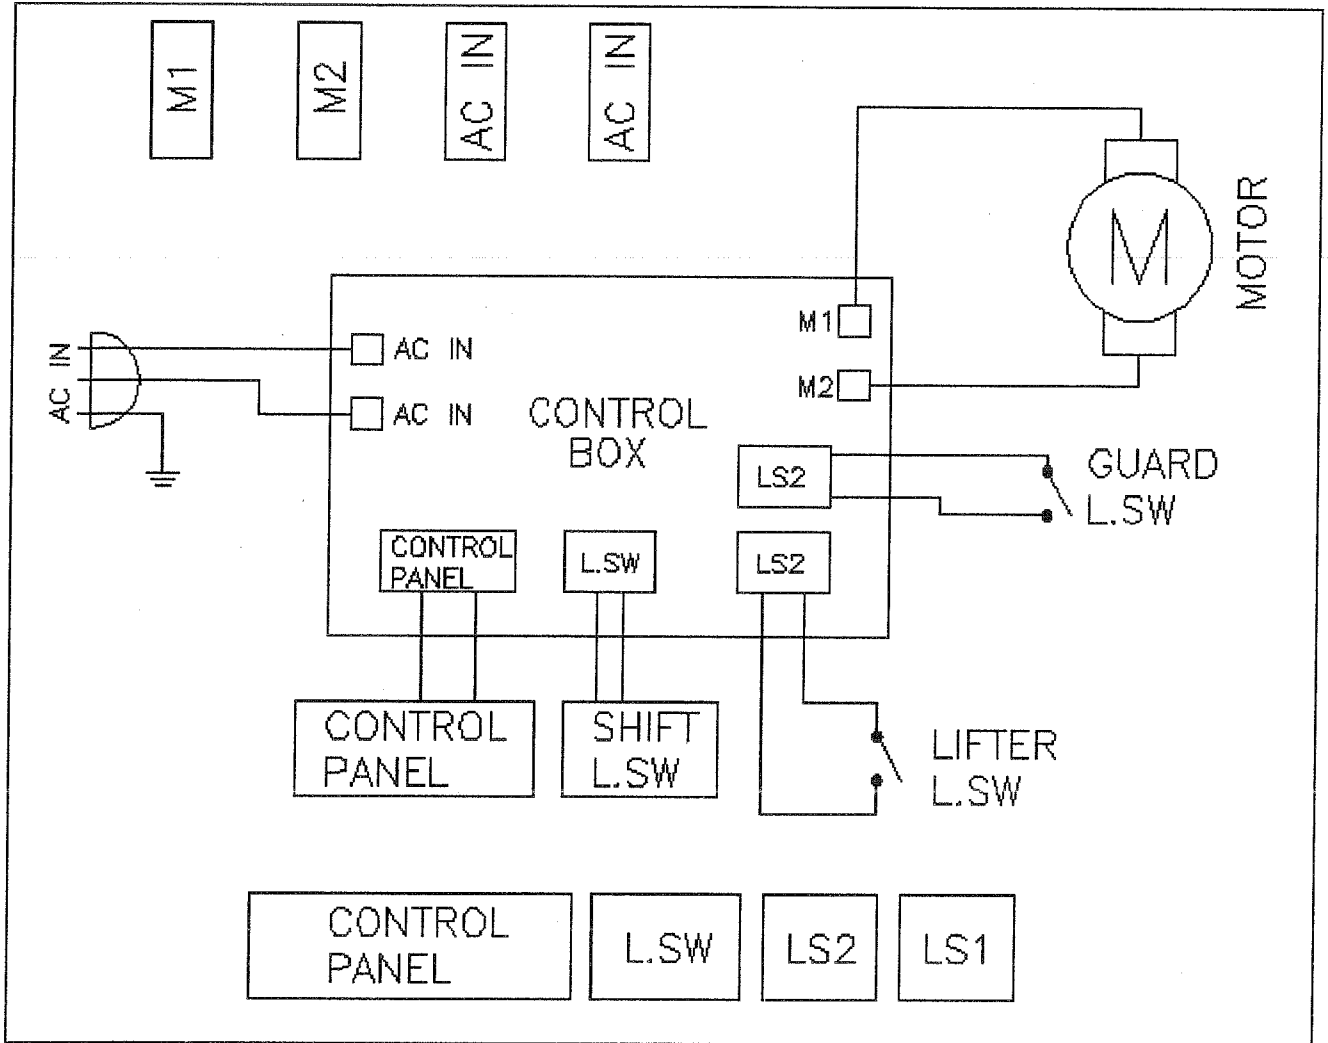 M1
M2
AC IN
AC IN
MOTOR
M1
AC IN
AC IN
M2
AC IN
CONTROL
BOX
LS2
GUARD
L.SW
CONTROL
PANEL
L.SW
LS2
CONTROL
PANEL
SHIFT
L.SW
LIFTER
L.SW
M
CONTROL
PANEL
L.SW
LS2
LS1